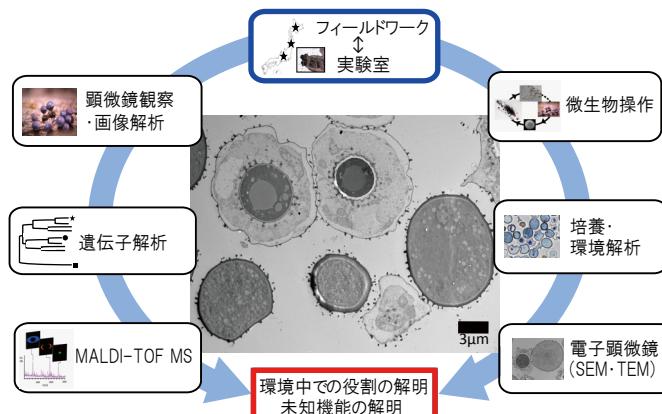 フィールドワーク
↕
実験室
顕微鏡観察
・画像解析
微生物操作
遺伝子解析
培養・
環境解析
MALDI-TOF MS
電子顕微鏡
(SEM・TEM)
3μm
環境中での役割の解明
未知機能の解明